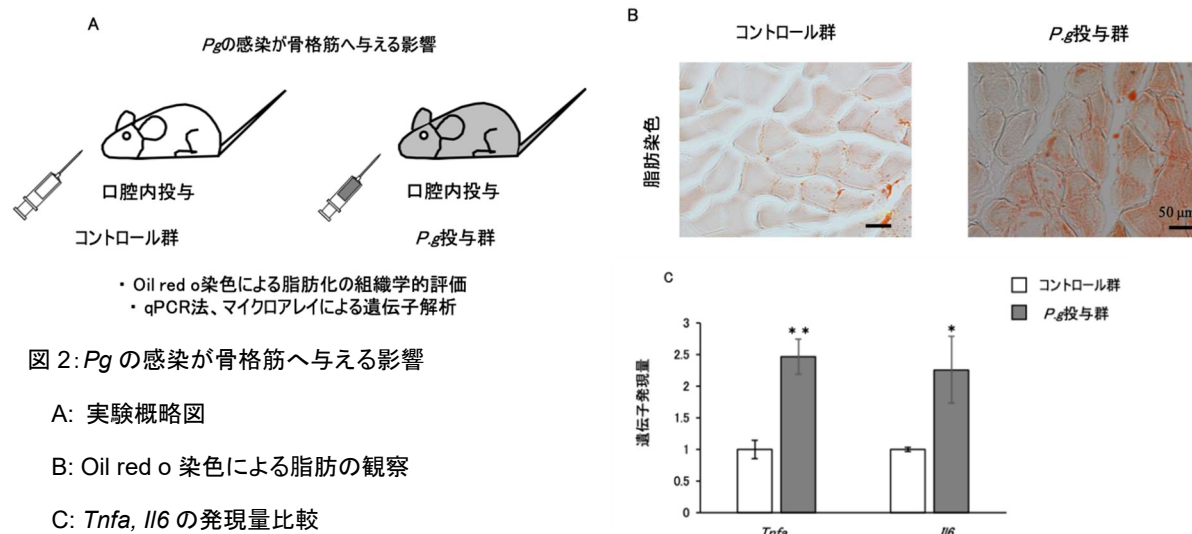 A
Pgの感染が骨格筋へ与える影響
口腔内投与
口腔内投与
コントロール群
P.g投与群
・ Oil red o染色による脂肪化の組織学的評価
・ qPCR法、マイクロアレイによる遺伝子解析
図 2：Pg の感染が骨格筋へ与える影響
A: 実験概略図
B: Oil red o 染色による脂肪の観察
C: Tnfa, Il6 の発現量比較
B
コントロール群
P.g投与群
脂肪染色
50 μm
C
コントロール群
P.g投与群
遺伝子発現量
3
2.5
2
1.5
1
0.5
0
**
*
Tnfa
Il6